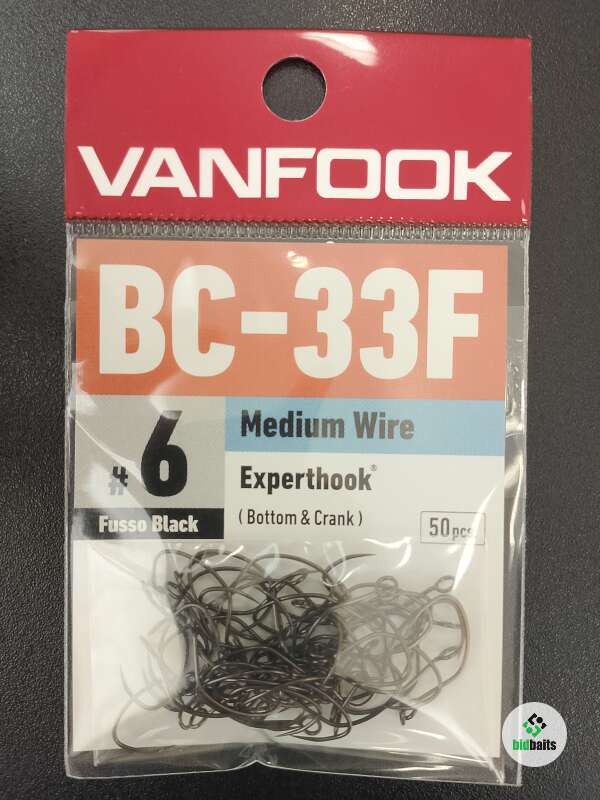 VANFOOK
BC-33F
#6
Medium Wire
Experthook®
Fusso Black
(Bottom & Crank)
50pcs
bidbaits